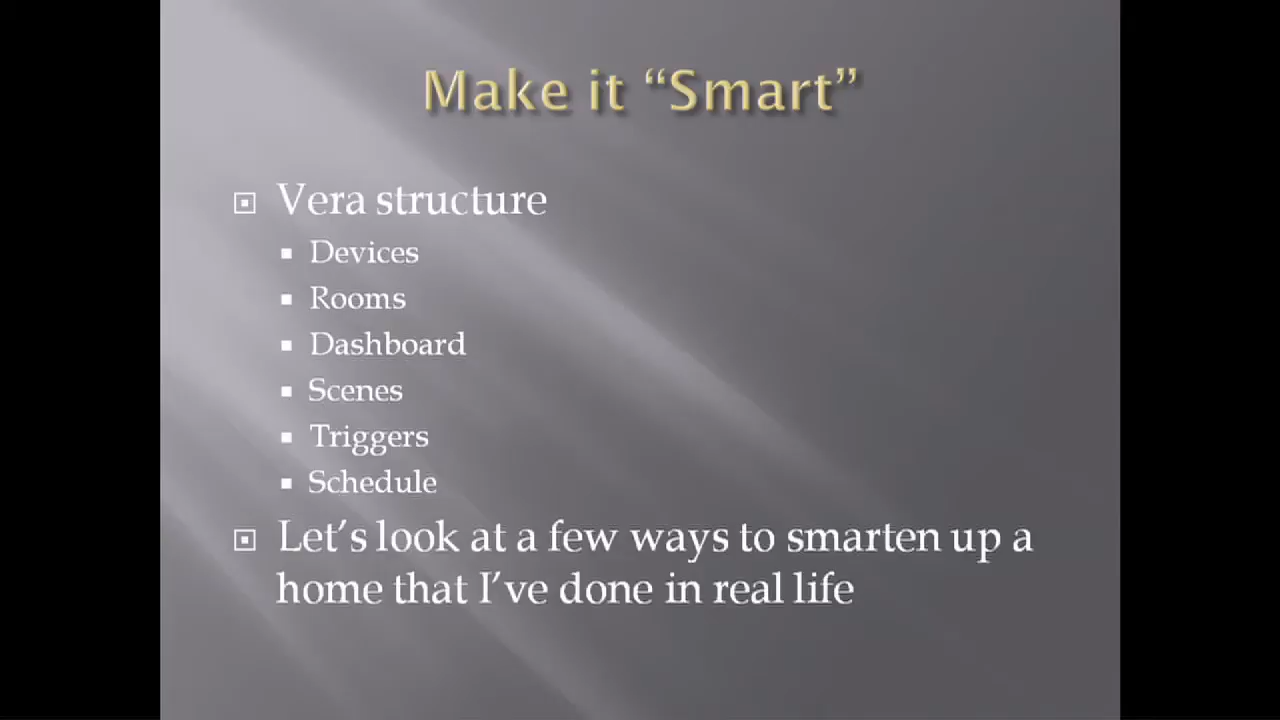 Make it “Smart”
Vera structure
Devices
Rooms
Dashboard
Scenes
Triggers
Schedule
Let’s look at a few ways to smarten up a
home that I’ve done in real life